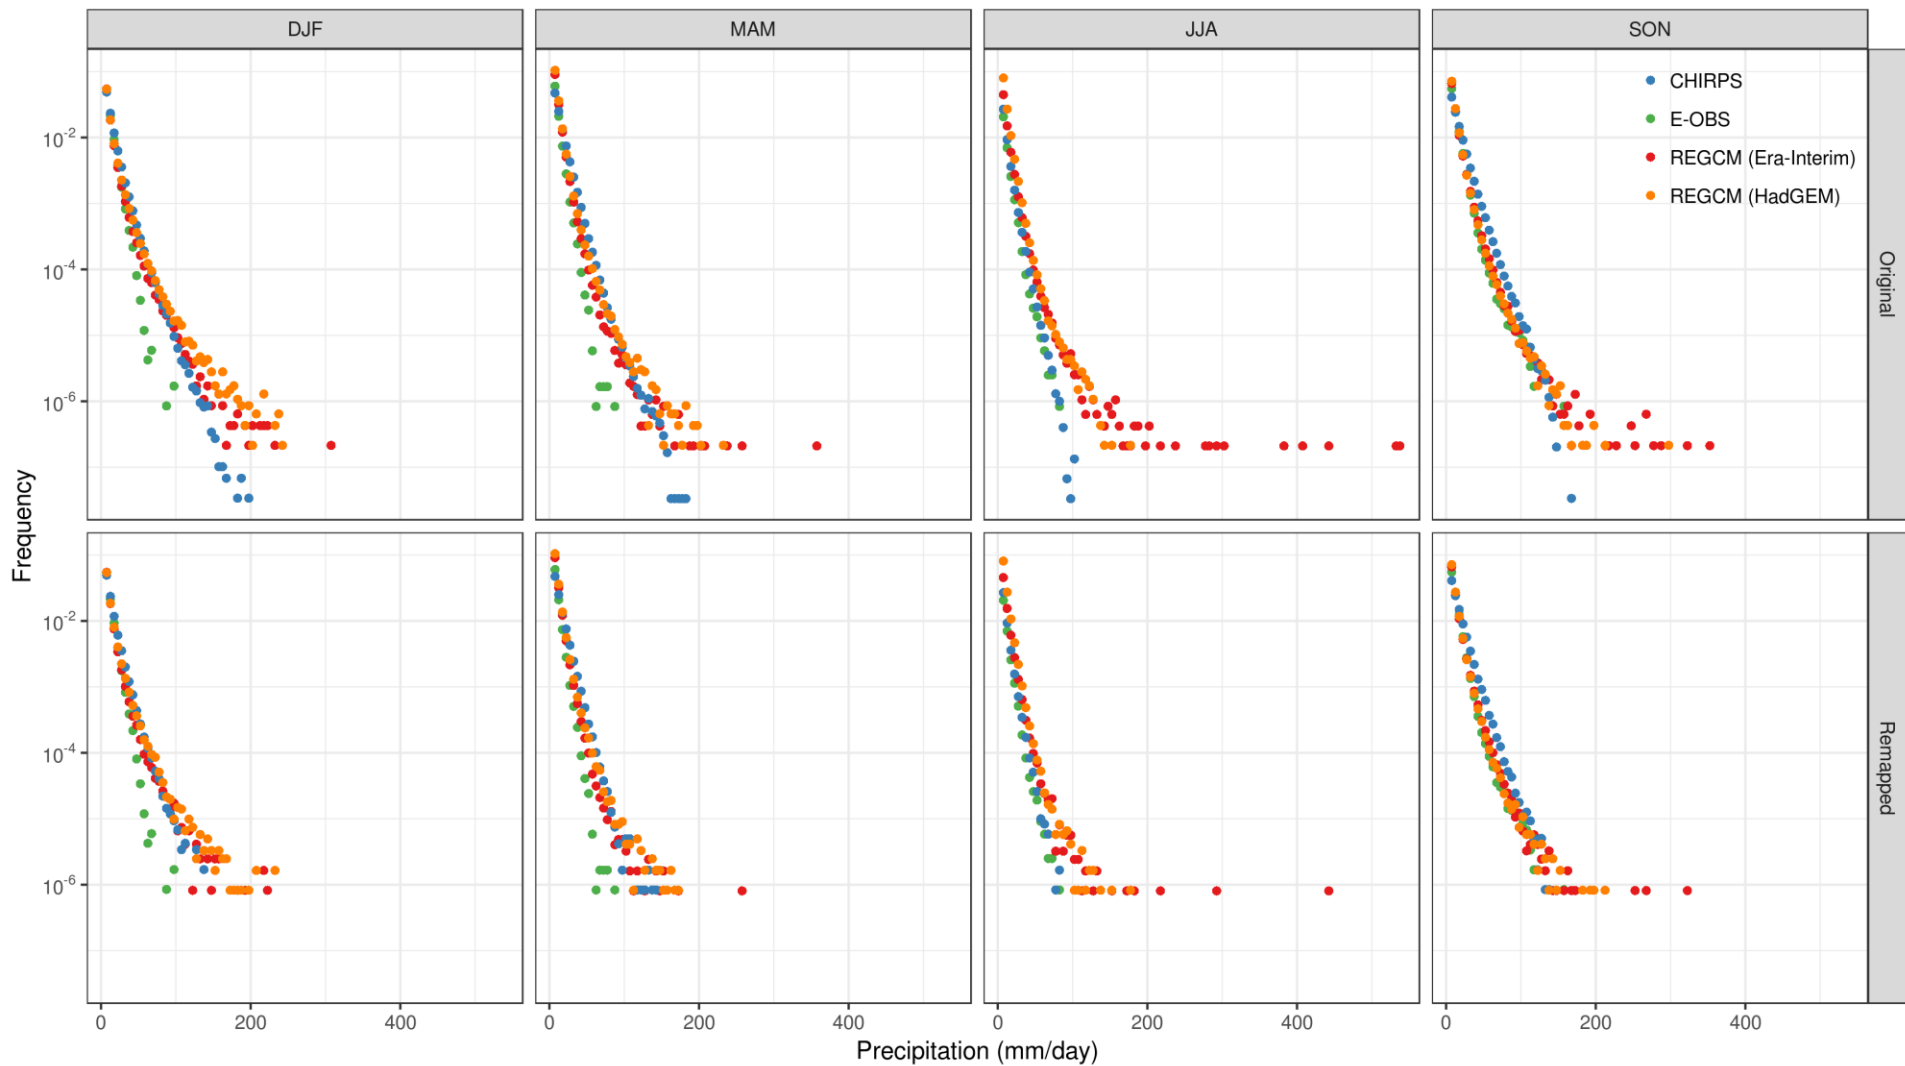 DJF
MAM
JJA
SON
CHIRPS
E-OBS
REGCM (Era-Interim)
REGCM (HadGEM)
Original
Remapped
Frequency
10⁻²
10⁻⁴
10⁻⁶
10⁻²
10⁻⁴
10⁻⁶
0 200 400
0 200 400
0 200 400
0 200 400
Precipitation (mm/day)